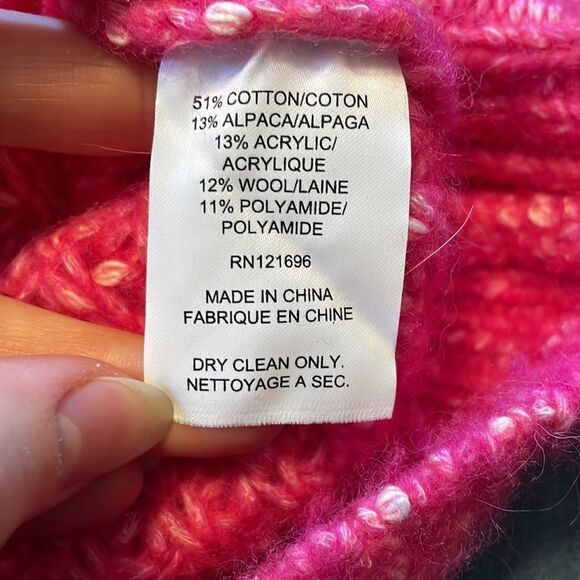 51% COTTON/COTON
13% ALPACA/ALPAGA
13% ACRYLIC/
ACRYLIQUE
12% WOOL/LAINE
11% POLYAMIDE/
POLYAMIDE
RN121696
MADE IN CHINA
FABRIQUE EN CHINE
DRY CLEAN ONLY.
NETTOYAGE A SEC.